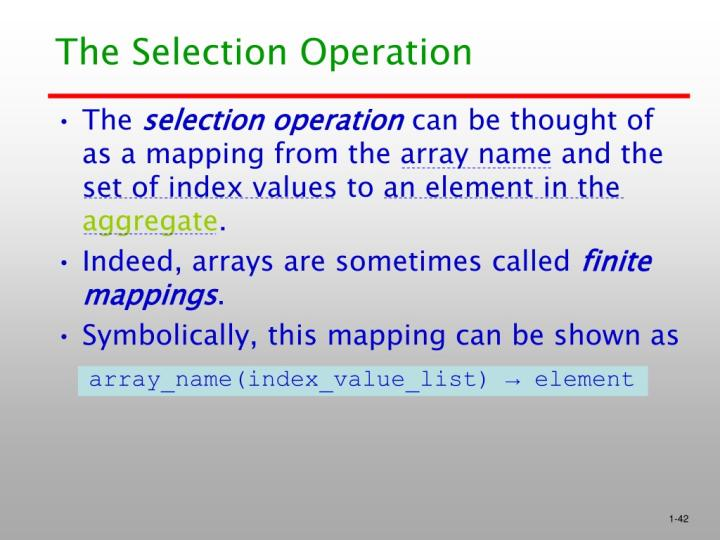 The Selection Operation
• The selection operation can be thought of
as a mapping from the array name and the
set of index values to an element in the
aggregate.
• Indeed, arrays are sometimes called finite
mappings.
• Symbolically, this mapping can be shown as
array_name(index_value_list) → element
1-42